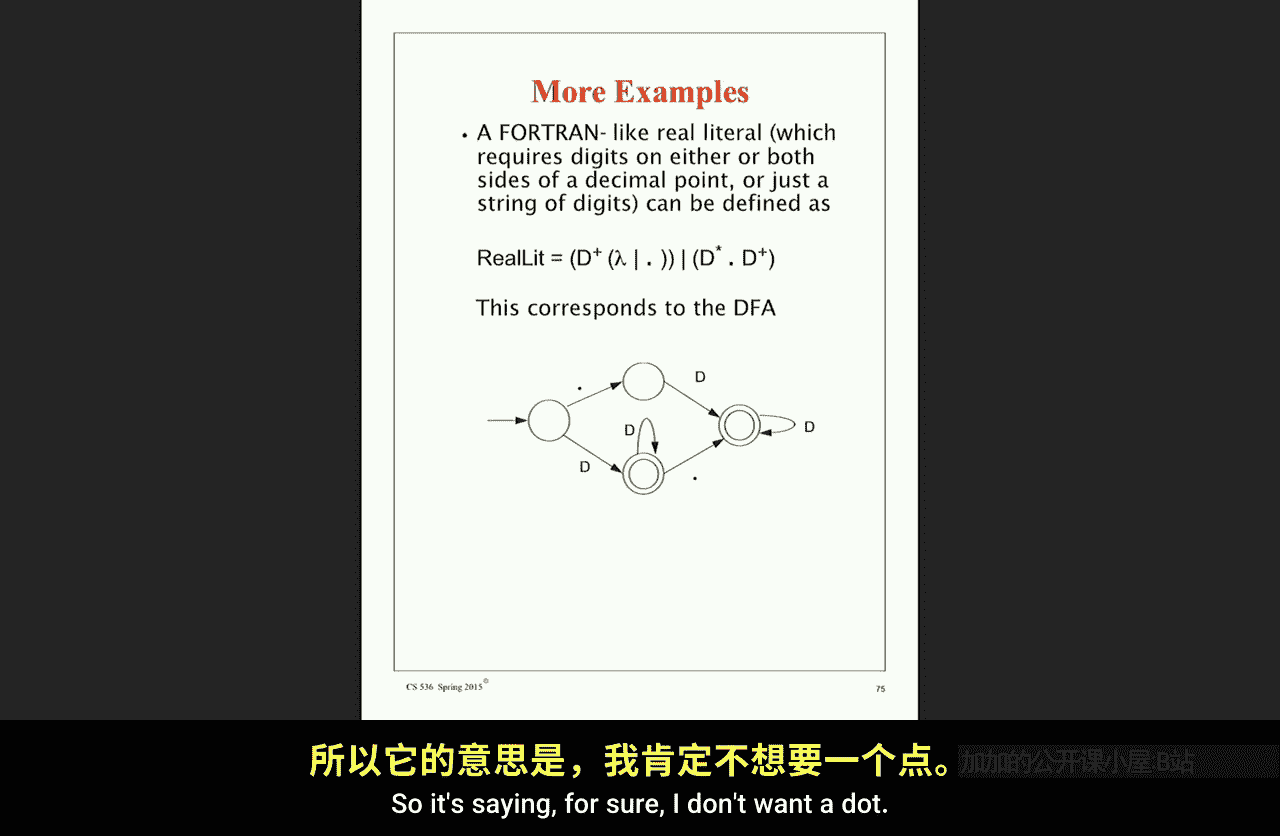 More Examples
• A FORTRAN- like real literal (which
requires digits on either or both
sides of a decimal point, or just a
string of digits) can be defined as
RealLit = (D⁺ (λ | . )) | (D* . D⁺)
This corresponds to the DFA
.
D
D
D
D
.
CS 536 Spring 2015©
75
所以它的意思是，我肯定不想要一个点。
加加的公开课小屋:B站
So it's saying, for sure, I don't want a dot.